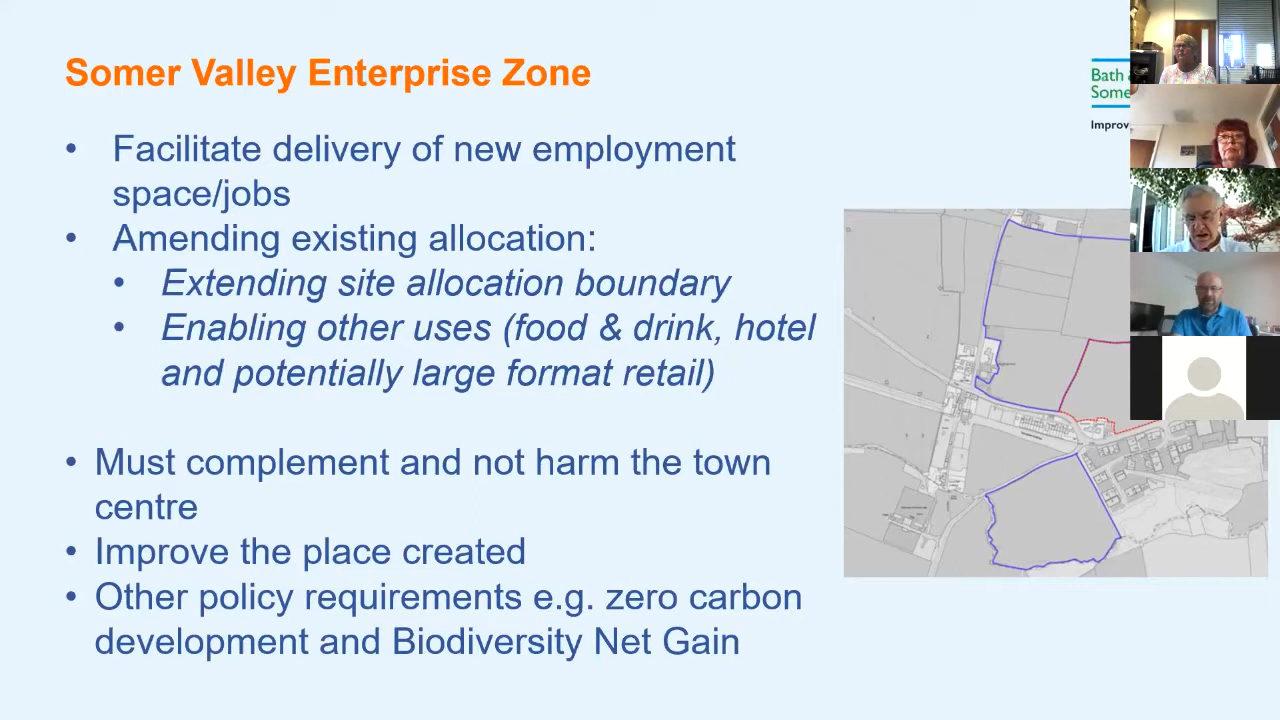 Somer Valley Enterprise Zone
Bath &
Some
Improv
• Facilitate delivery of new employment
space/jobs
• Amending existing allocation:
• Extending site allocation boundary
• Enabling other uses (food & drink, hotel
and potentially large format retail)
• Must complement and not harm the town
centre
• Improve the place created
• Other policy requirements e.g. zero carbon
development and Biodiversity Net Gain